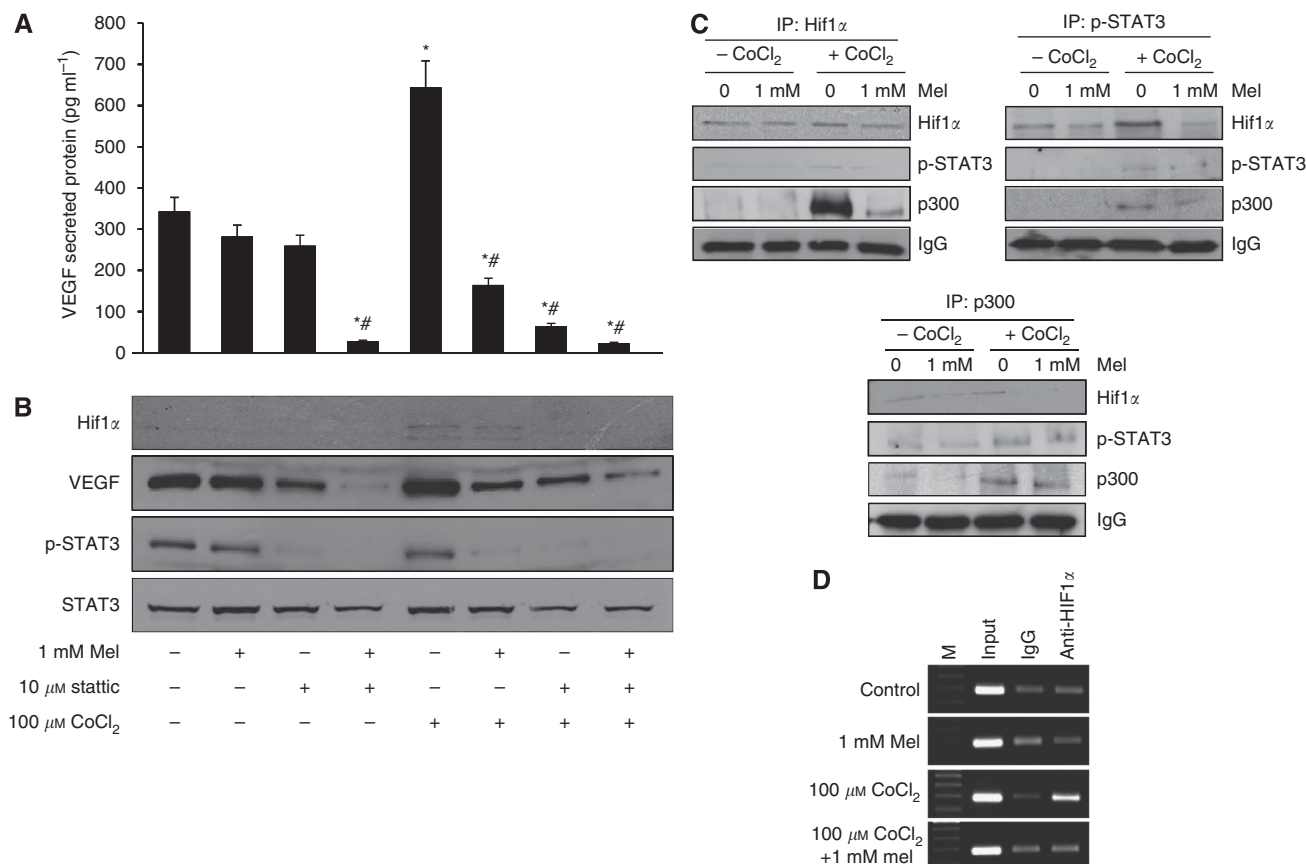 A
VEGF secreted protein (pg ml⁻¹)
800
700
600
500
400
300
200
100
0
*# * *# *# *#
B
Hif1α
VEGF
p-STAT3
STAT3
1 mM Mel – + – + – + – +
10 μM stattic – – + + – – + +
100 μM CoCl₂ – – – – + + + +
C
IP: Hif1α
– CoCl₂ + CoCl₂
0 1 mM 0 1 mM Mel
Hif1α
p-STAT3
p300
IgG
IP: p-STAT3
– CoCl₂ + CoCl₂
0 1 mM 0 1 mM Mel
Hif1α
p-STAT3
p300
IgG
IP: p300
– CoCl₂ + CoCl₂
0 1 mM 0 1 mM Mel
Hif1α
p-STAT3
p300
IgG
D
M Input IgG Anti-HIF1α
Control
1 mM Mel
100 μM CoCl₂
100 μM CoCl₂
+1 mM mel